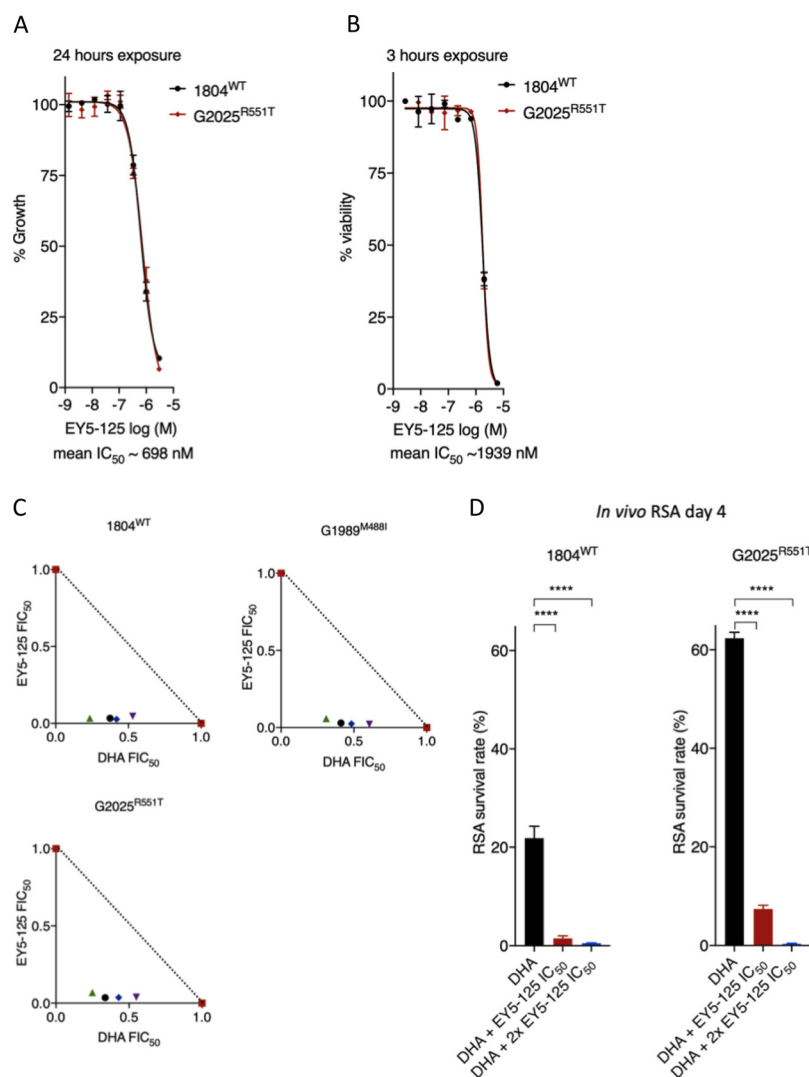 A
24 hours exposure
1804WT
G2025R551T
100
75
50
25
0
% Growth
-9 -8 -7 -6 -5
EY5-125 log (M)
mean IC50 ~ 698 nM
B
3 hours exposure
1804WT
G2025R551T
100
75
50
25
0
% viability
-9 -8 -7 -6 -5
EY5-125 log (M)
mean IC50 ~1939 nM
C
1804WT
1.0
0.5
0.0
EY5-125 FIC50
0.0 0.5 1.0
DHA FIC50
G1989M488I
1.0
0.5
0.0
EY5-125 FIC50
0.0 0.5 1.0
DHA FIC50
G2025R551T
1.0
0.5
0.0
EY5-125 FIC50
0.0 0.5 1.0
DHA FIC50
D
In vivo RSA day 4
1804WT
****
****
60
40
20
0
RSA survival rate (%)
DHA
DHA + EY5-125 IC50
DHA + 2x EY5-125 IC50
G2025R551T
****
****
60
40
20
0
RSA survival rate (%)
DHA
DHA + EY5-125 IC50
DHA + 2x EY5-125 IC50